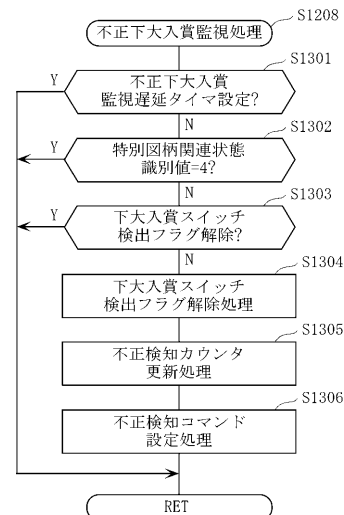 S1208
不正下大入賞監視処理
S1301
Y
不正下大入賞
監視遅延タイマ設定?
N
S1302
Y
特別図柄関連状態
識別値=4?
N
S1303
Y
下大入賞スイッチ
検出フラグ解除?
N
S1304
下大入賞スイッチ
検出フラグ解除処理
S1305
不正検知カウンタ
更新処理
S1306
不正検知コマンド
設定処理
RET